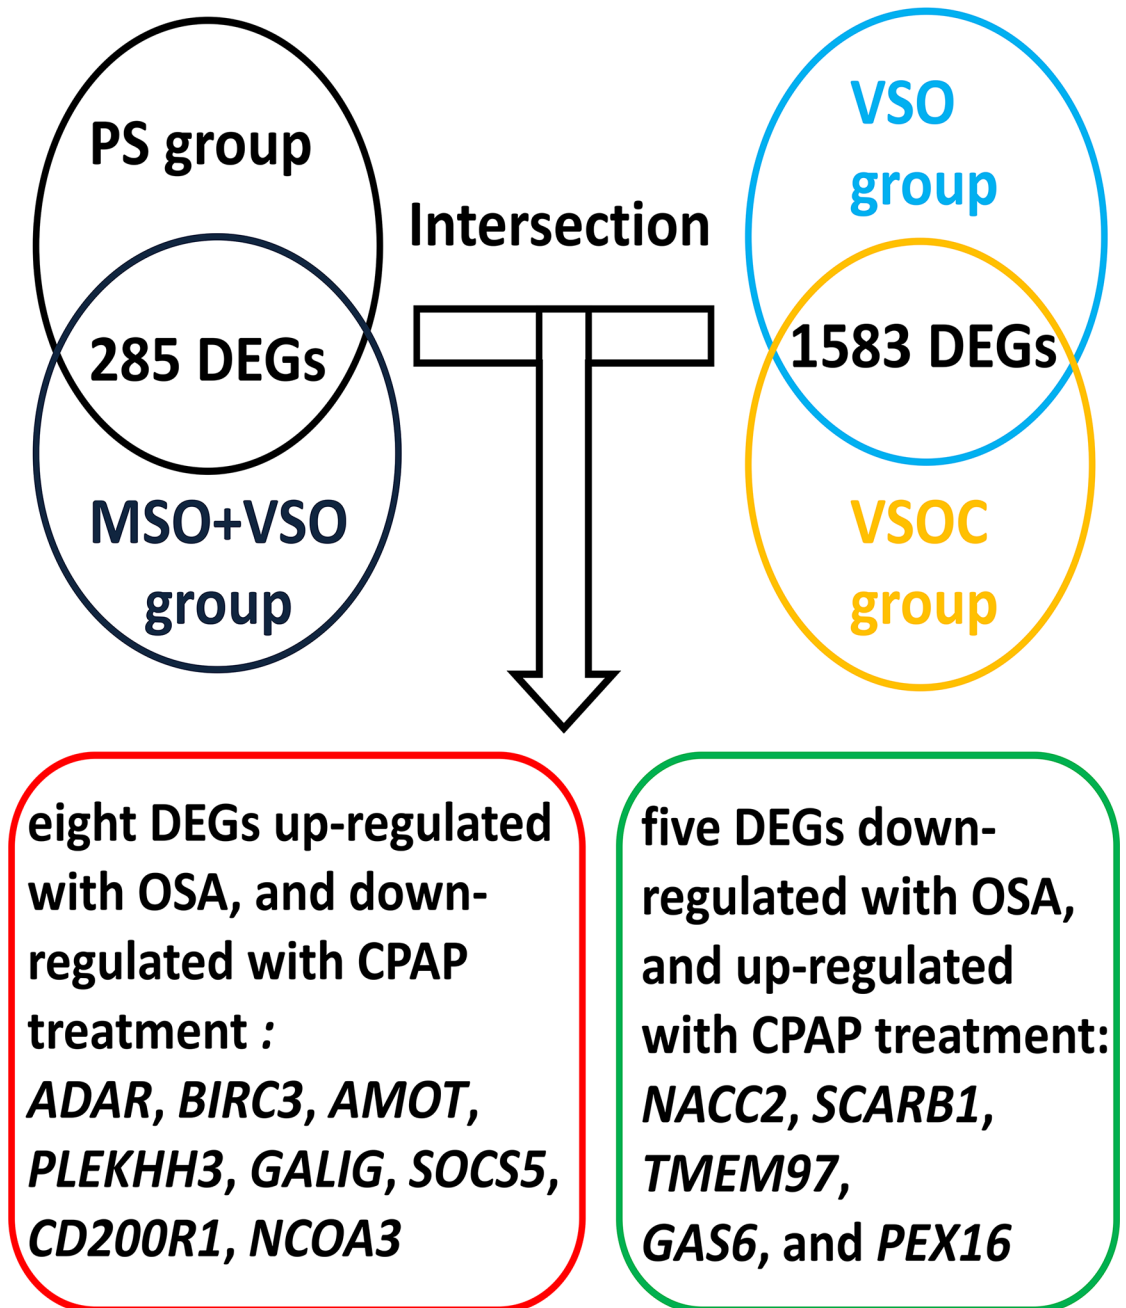 PS group
285 DEGs
MSO+VSO
group
Intersection
VSO
group
1583 DEGs
VSOC
group
eight DEGs up-regulated
with OSA, and down-
regulated with CPAP
treatment :
ADAR, BIRC3, AMOT,
PLEKHH3, GALIG, SOCS5,
CD200R1, NCOA3
five DEGs down-
regulated with OSA,
and up-regulated
with CPAP treatment:
NACC2, SCARB1,
TMEM97,
GAS6, and PEX16